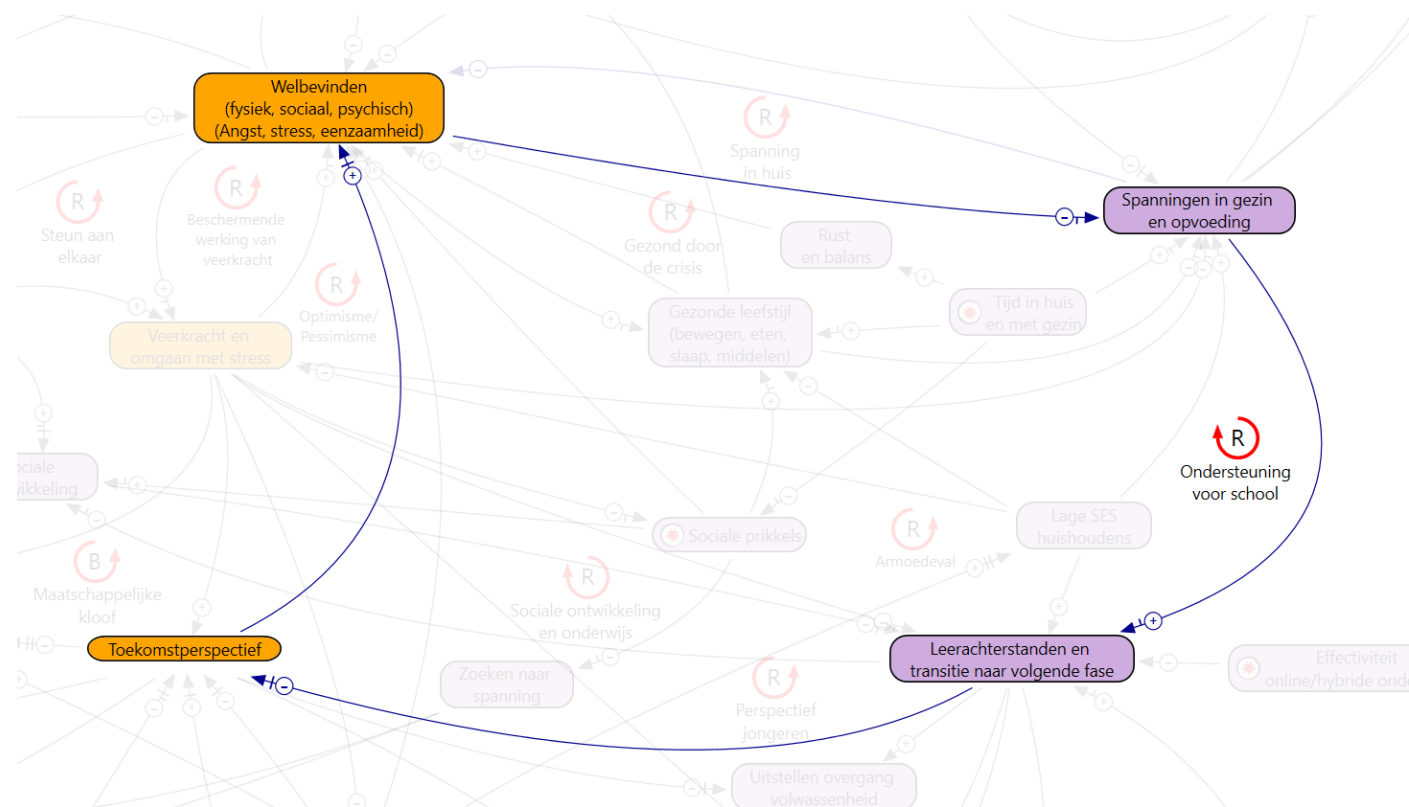 Welbevinden
(fysiek, sociaal, psychisch)
(Angst, stress, eenzaamheid)
R
Spanning
in huis
Spanningen in gezin
en opvoeding
R
Steun aan
elkaar
R
Beschermende
werking van
veerkracht
R
Gezond door
de crisis
Rust
en balans
R
Optimisme/
Pessimisme
Gezonde leefstijl
(bewegen, eten,
slaap, middelen)
Tijd in huis
en met gezin
Veerkracht en
omgaan met stress
R
Ondersteuning
voor school
ociale
wikkeling
Sociale prikkels
R
Armoedeval
Lage SES
huishoudens
B
Maatschappelijke
kloof
R
Sociale ontwikkeling
en onderwijs
Toekomstperspectief
Leerachterstanden en
transitie naar volgende fase
Zoeken naar
spanning
R
Perspectief
jongeren
Effectiviteit
online/hybride onde
Uitstellen overgang
volwassenheid